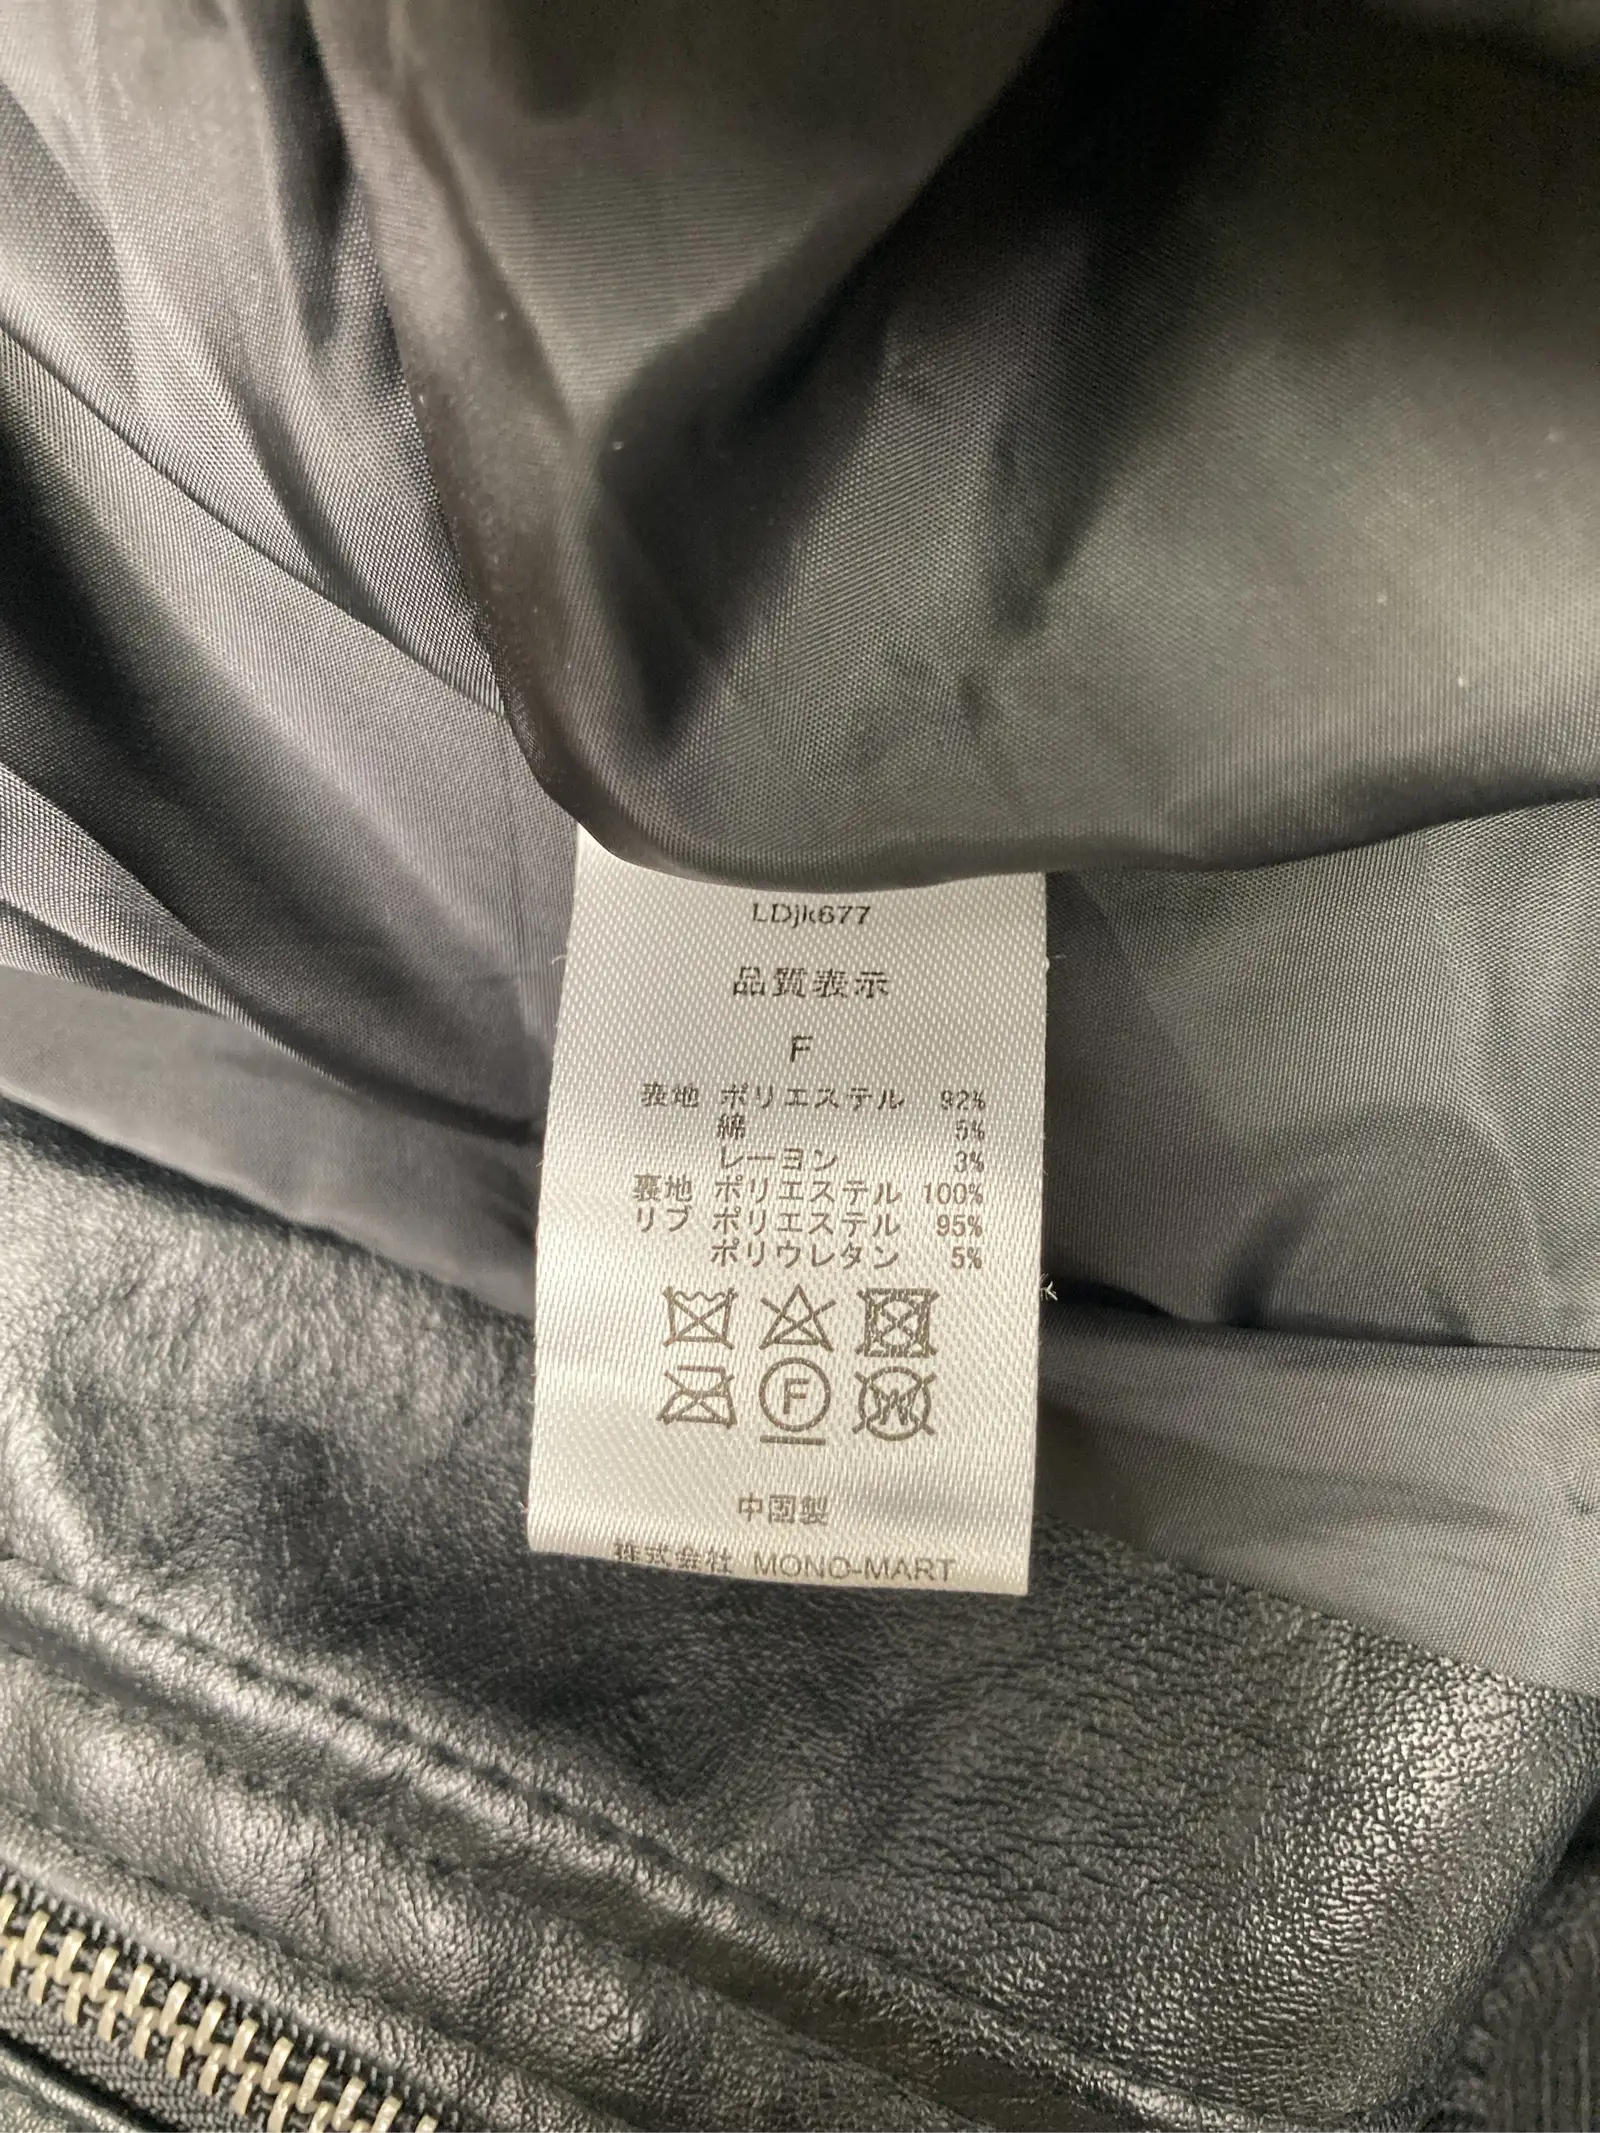 LDjk677
品質表示
F
表地 ポリエステル 92%
綿 5%
レーヨン 3%
裏地 ポリエステル 100%
リブ ポリエステル 95%
ポリウレタン 5%
F
W
中国製
株式会社 MONO-MART